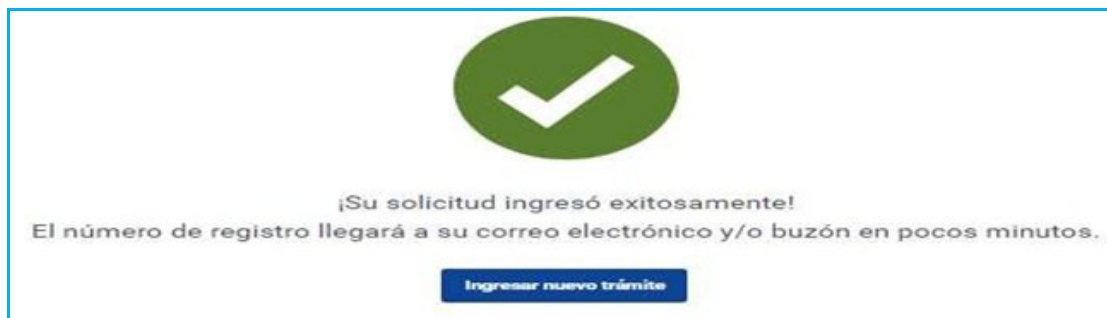 ¡Su solicitud ingresó exitosamente!
El número de registro llegará a su correo electrónico y/o buzón en pocos minutos.
Ingresar nuevo trámite